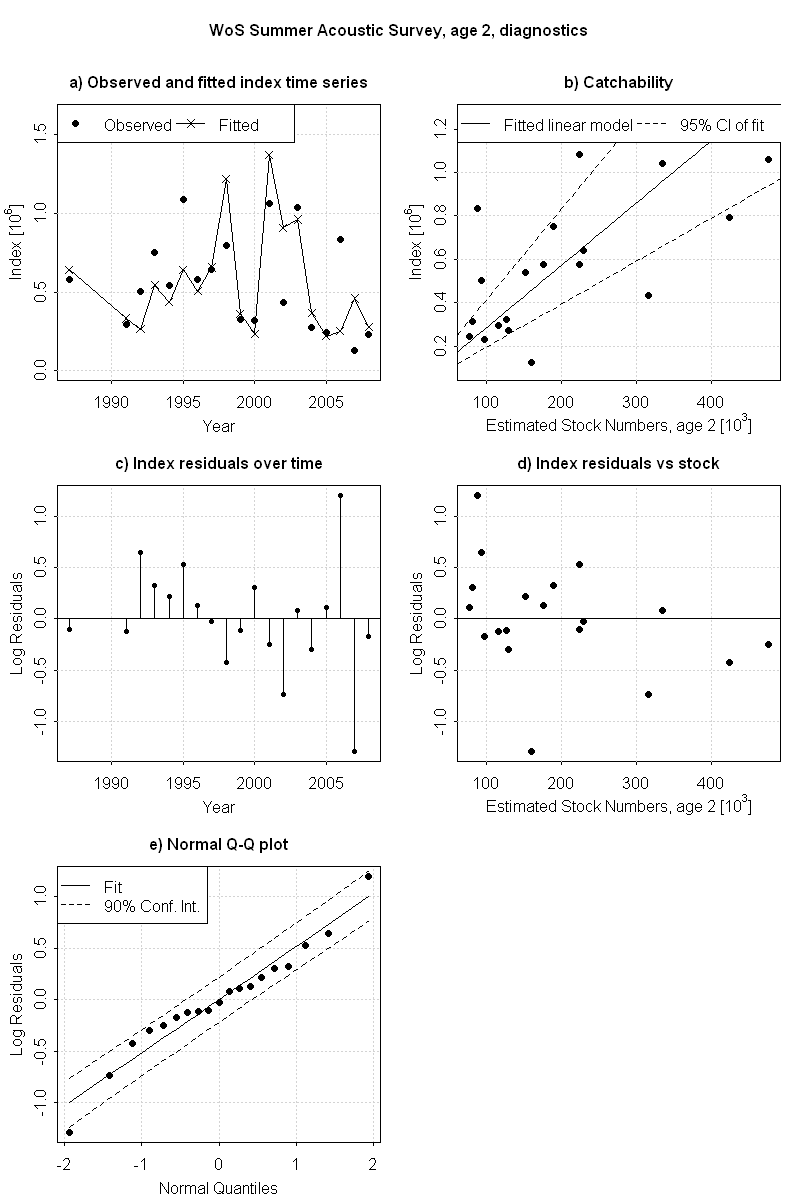 WoS Summer Acoustic Survey, age 2, diagnostics
a) Observed and fitted index time series
Observed Fitted
Index [10^6]
0.0 0.5 1.0 1.5
1990 1995 2000 2005
Year
b) Catchability
Fitted linear model 95% CI of fit
Index [10^6]
0.2 0.4 0.6 0.8 1.0 1.2
100 200 300 400
Estimated Stock Numbers, age 2 [10^3]
c) Index residuals over time
Log Residuals
-1.0 -0.5 0.0 0.5 1.0
1990 1995 2000 2005
Year
d) Index residuals vs stock
Log Residuals
-1.0 -0.5 0.0 0.5 1.0
100 200 300 400
Estimated Stock Numbers, age 2 [10^3]
e) Normal Q-Q plot
Fit
90% Conf. Int.
Log Residuals
-1.0 -0.5 0.0 0.5 1.0
-2 -1 0 1 2
Normal Quantiles